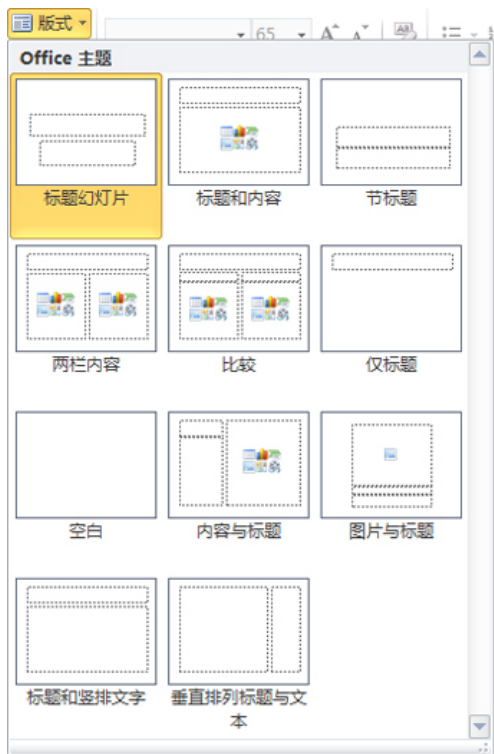 版式
65
Office 主题
标题幻灯片
标题和内容
节标题
两栏内容
比较
仅标题
空白
内容与标题
图片与标题
标题和竖排文字
垂直排列标题与文
本